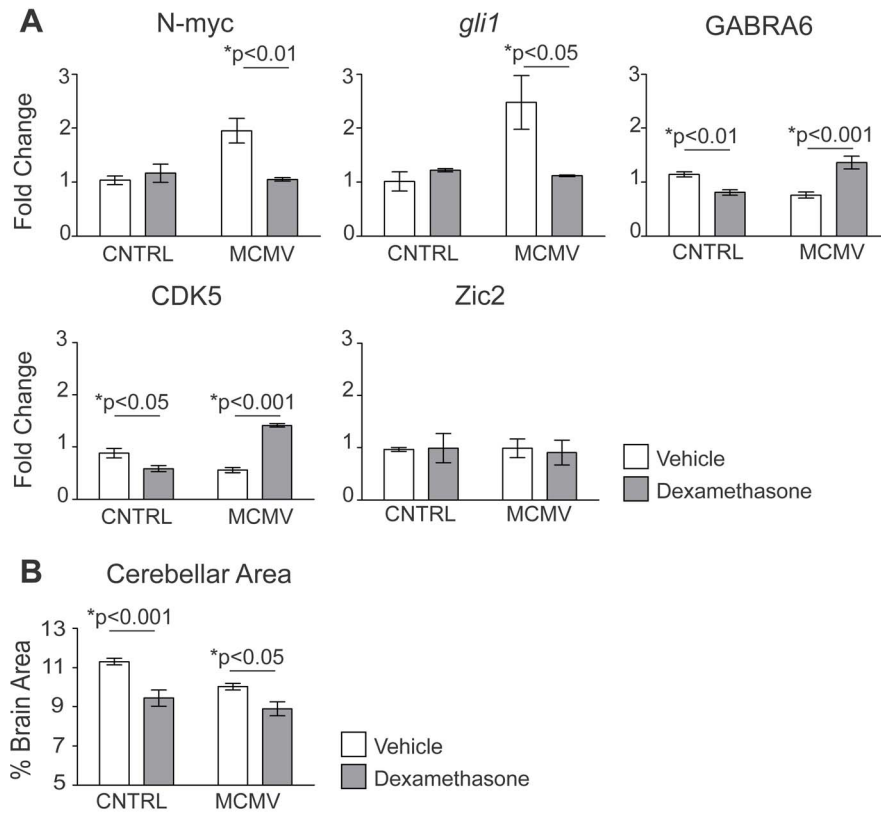 A
N-myc
gli1
GABRA6
Fold Change
3
2
1
0
*p<0.01
CNTRL
MCMV
3
2
1
0
*p<0.05
CNTRL
MCMV
3
2
1
0
*p<0.01
*p<0.001
CNTRL
MCMV
CDK5
Zic2
Fold Change
3
2
1
0
*p<0.05
*p<0.001
CNTRL
MCMV
3
2
1
0
CNTRL
MCMV
Vehicle
Dexamethasone
B
Cerebellar Area
% Brain Area
13
11
9
7
5
*p<0.001
*p<0.05
CNTRL
MCMV
Vehicle
Dexamethasone